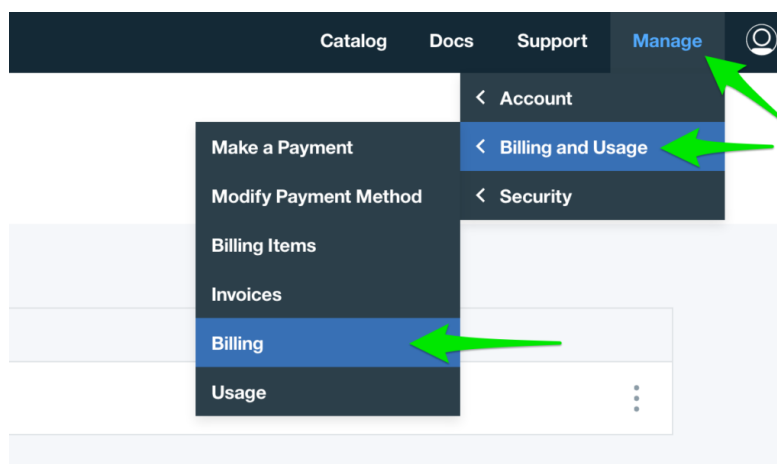 Catalog Docs Support Manage
< Account
Make a Payment
< Billing and Usage
Modify Payment Method
< Security
Billing Items
Invoices
Billing
Usage